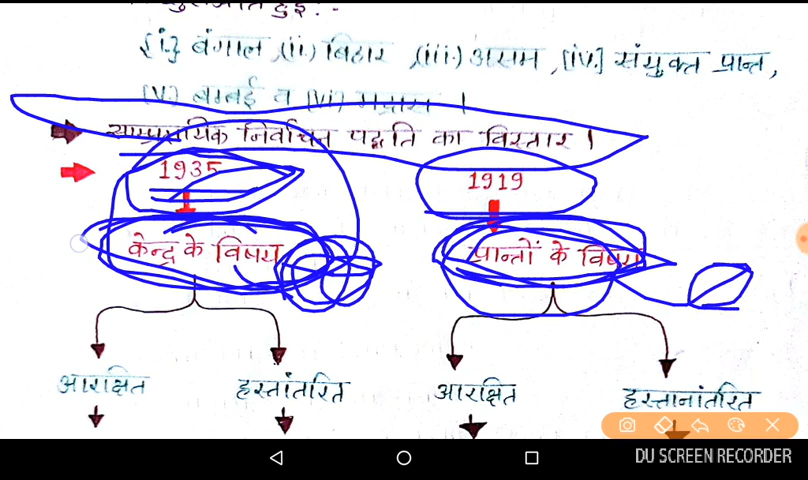 हुई :-
(i) बंगाल, (ii) बिहार, (iii) असम, (iv) संयुक्त प्रान्त,
(v) बम्बई व (vi) मद्रास ।
साम्प्रदायिक निर्वाचन पद्धति का विस्तार ।
1935 1919
केन्द्र के विषय प्रान्तों के विषय
आरक्षित हस्तांतरित आरक्षित हस्तानांतरित
DU SCREEN RECORDER